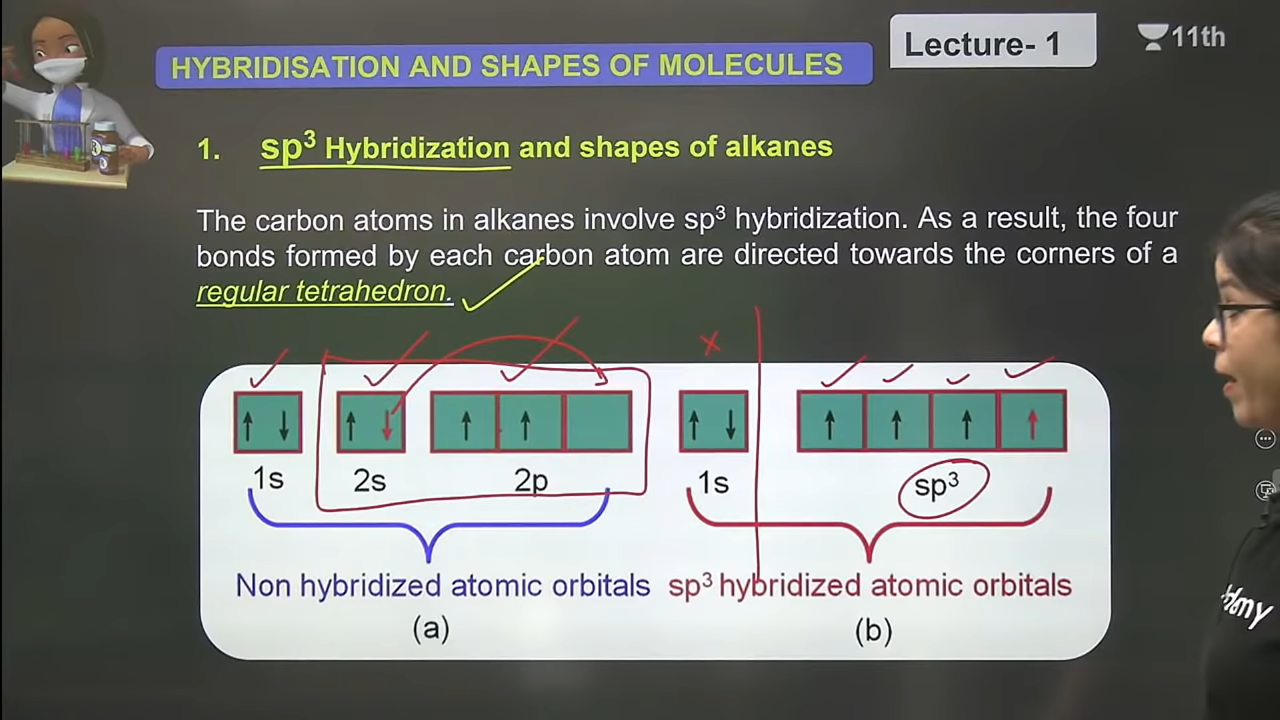 Lecture- 1
11th
HYBRIDISATION AND SHAPES OF MOLECULES
1. sp³ Hybridization and shapes of alkanes
The carbon atoms in alkanes involve sp³ hybridization. As a result, the four
bonds formed by each carbon atom are directed towards the corners of a
regular tetrahedron.
1s 2s 2p 1s sp³
Non hybridized atomic orbitals sp³ hybridized atomic orbitals
(a) (b)